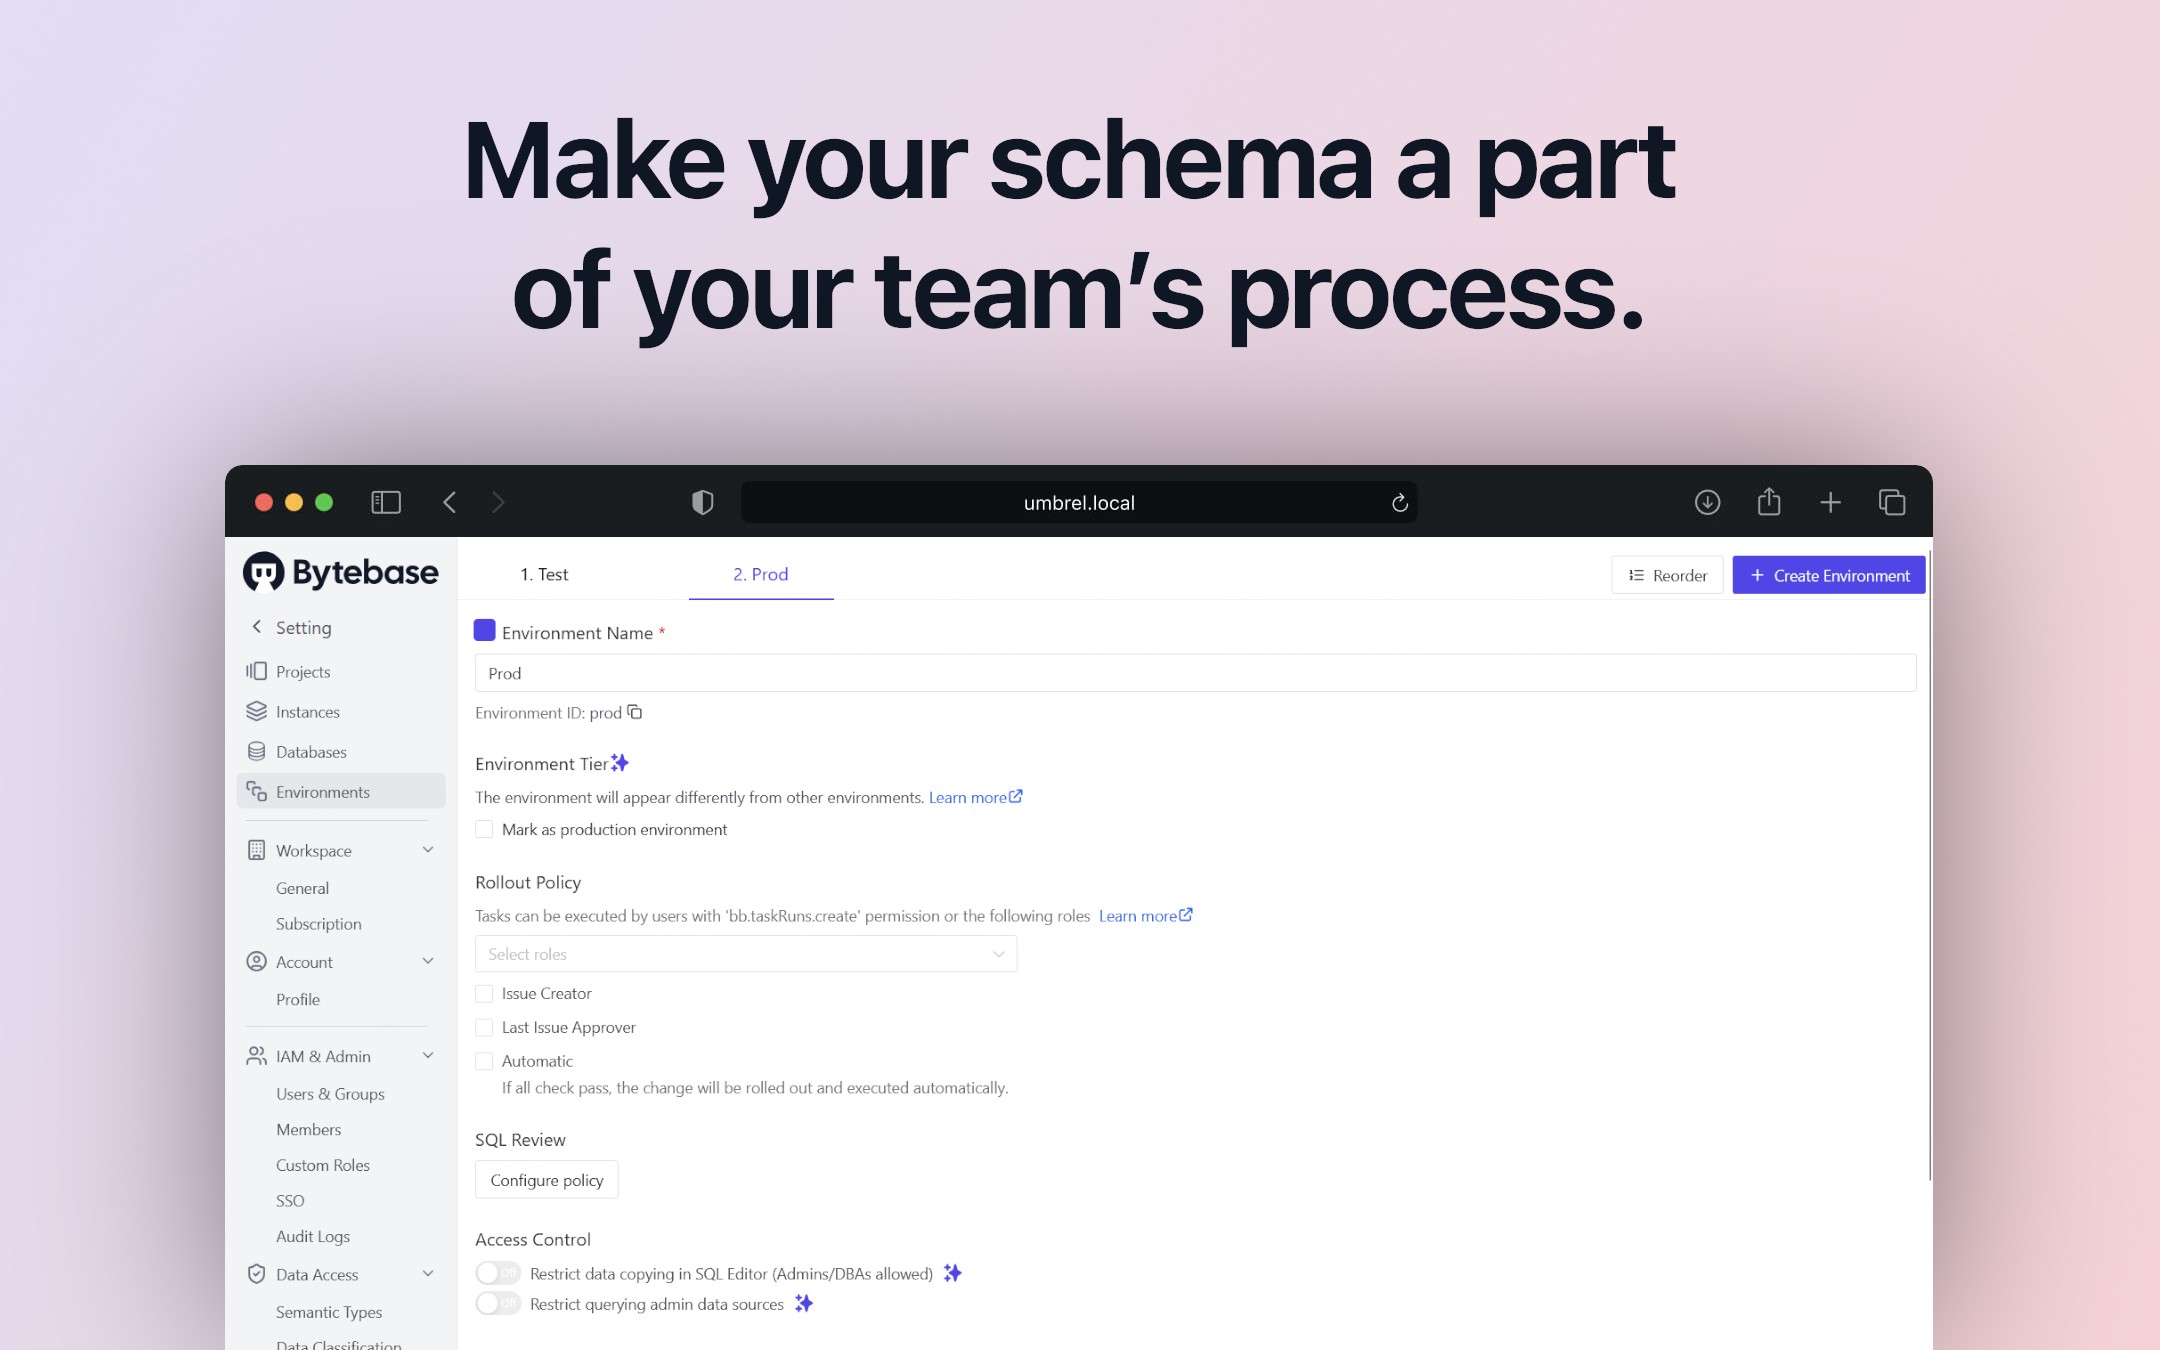 Make your schema a part
of your team’s process.
umbrel.local
Bytebase
1. Test
2. Prod
Reorder
+ Create Environment
Setting
Projects
Instances
Databases
Environments
Workspace
General
Subscription
Account
Profile
IAM & Admin
Users & Groups
Members
Custom Roles
SSO
Audit Logs
Data Access
Semantic Types
Data Classification
Environment Name *
Prod
Environment ID: prod
Environment Tier
The environment will appear differently from other environments. Learn more
Mark as production environment
Rollout Policy
Tasks can be executed by users with 'bb.taskRuns.create' permission or the following roles Learn more
Select roles
Issue Creator
Last Issue Approver
Automatic
If all check pass, the change will be rolled out and executed automatically.
SQL Review
Configure policy
Access Control
Off Restrict data copying in SQL Editor (Admins/DBAs allowed)
Off Restrict querying admin data sources